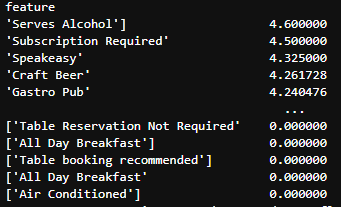 feature
'Serves Alcohol'] 4.600000
'Subscription Required' 4.500000
'Speakeasy' 4.325000
'Craft Beer' 4.261728
'Gastro Pub' 4.240476
...
['Table Reservation Not Required' 0.000000
['All Day Breakfast'] 0.000000
['Table booking recommended'] 0.000000
['All Day Breakfast' 0.000000
['Air Conditioned'] 0.000000